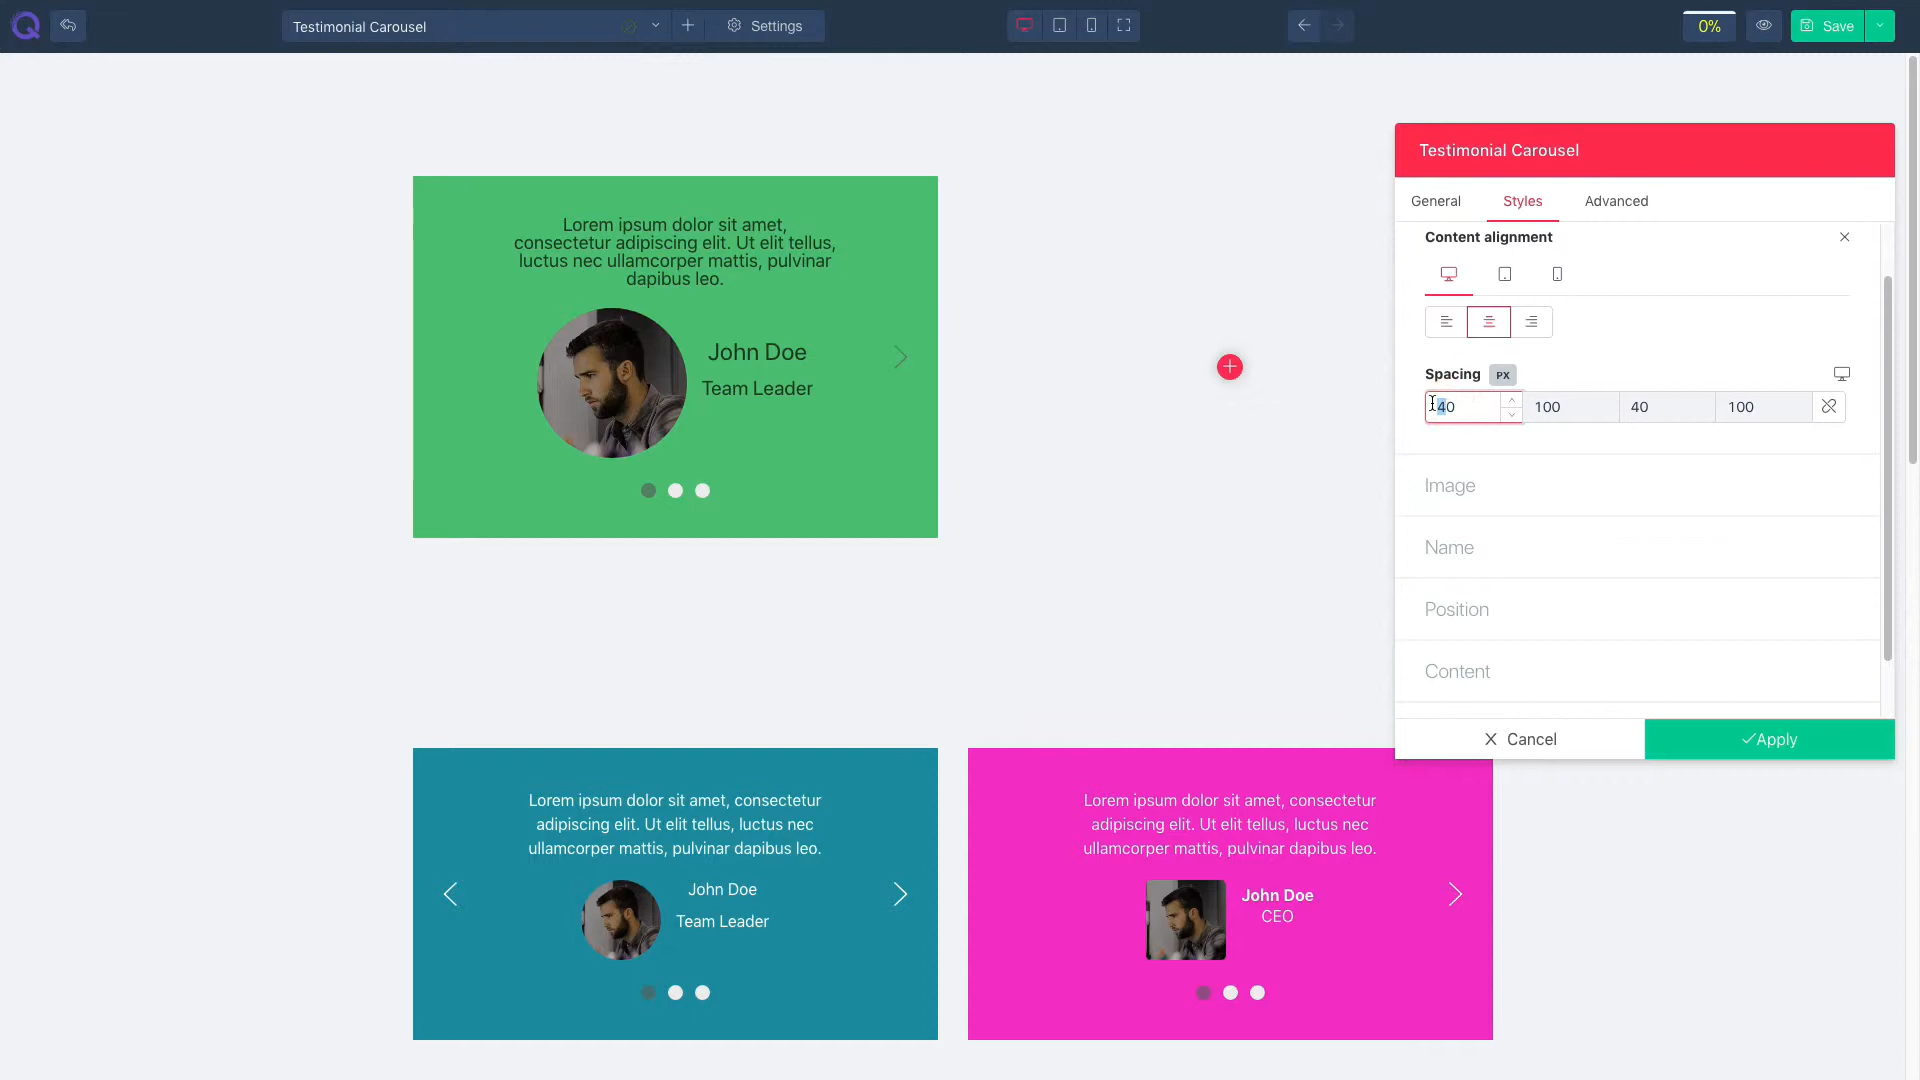 Testimonial Carousel
Settings
0%
Save
Testimonial Carousel
General
Styles
Advanced
Content alignment
Spacing PX
40
100
40
100
Image
Name
Position
Content
Cancel
Apply
Lorem ipsum dolor sit amet,
consectetur adipiscing elit. Ut elit tellus,
luctus nec ullamcorper mattis, pulvinar
dapibus leo.
John Doe
Team Leader
Lorem ipsum dolor sit amet, consectetur
adipiscing elit. Ut elit tellus, luctus nec
ullamcorper mattis, pulvinar dapibus leo.
John Doe
Team Leader
Lorem ipsum dolor sit amet, consectetur
adipiscing elit. Ut elit tellus, luctus nec
ullamcorper mattis, pulvinar dapibus leo.
John Doe
CEO